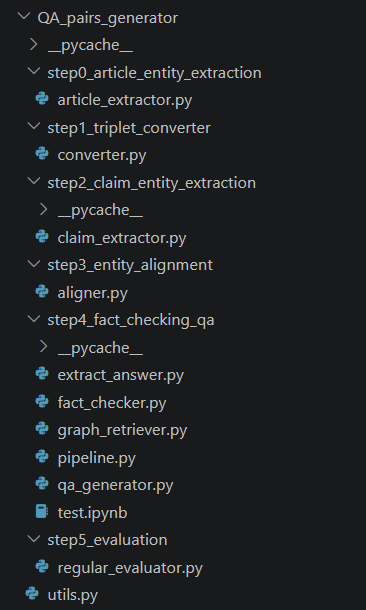 QA_pairs_generator
__pycache__
step0_article_entity_extraction
article_extractor.py
step1_triplet_converter
converter.py
step2_claim_entity_extraction
__pycache__
claim_extractor.py
step3_entity_alignment
aligner.py
step4_fact_checking_qa
__pycache__
extract_answer.py
fact_checker.py
graph_retriever.py
pipeline.py
qa_generator.py
test.ipynb
step5_evaluation
regular_evaluator.py
utils.py